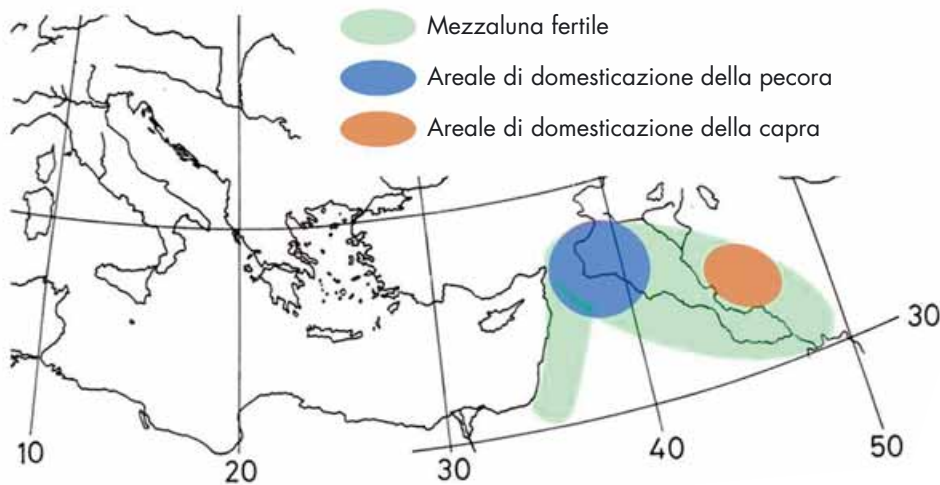 Mezzaluna fertile
Areale di domesticazione della pecora
Areale di domesticazione della capra
30
10
20
30
40
50